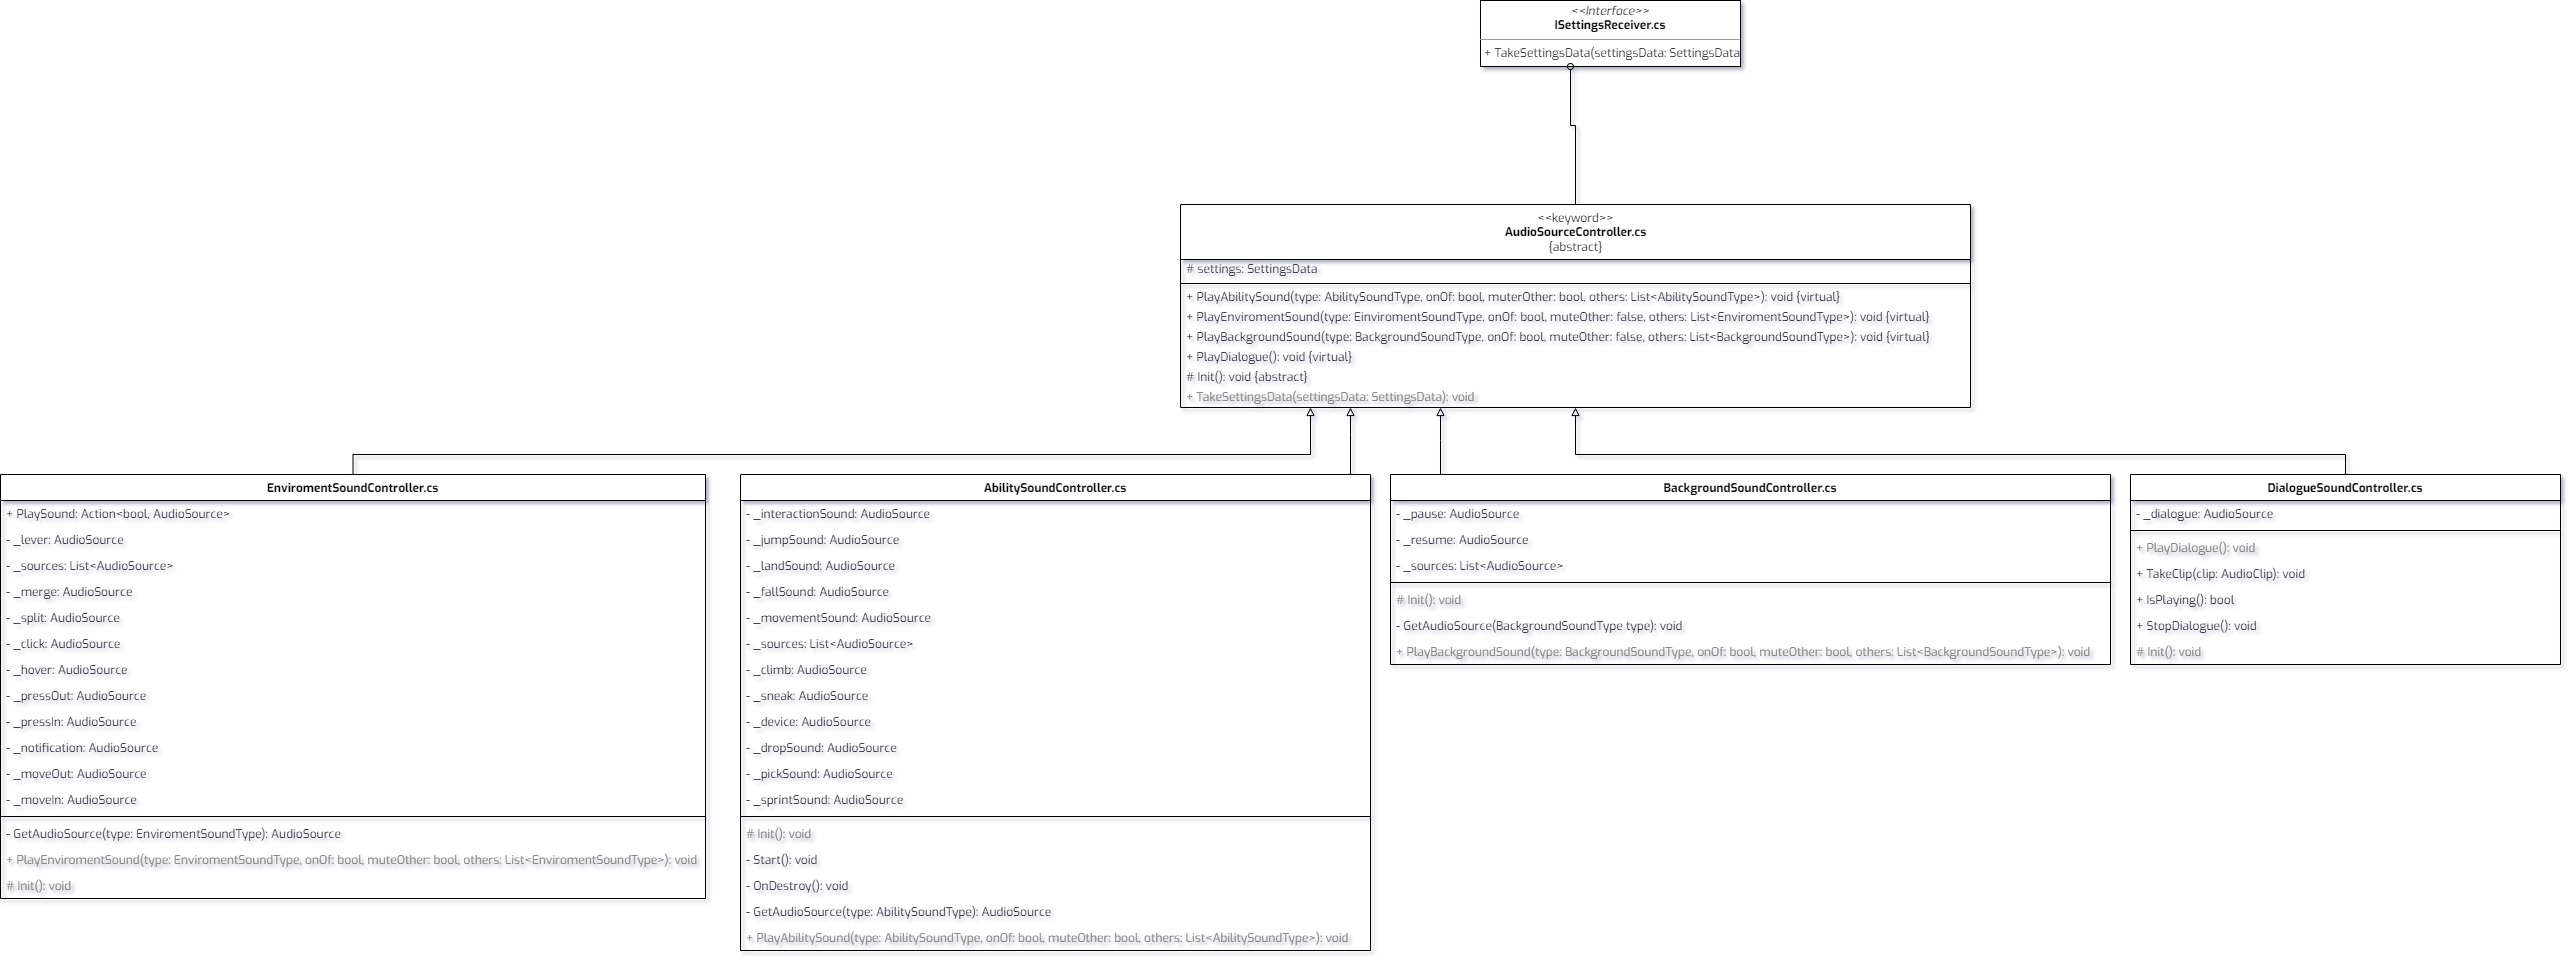 <<Interface>>
ISettingsReceiver.cs
+ TakeSettingsData(settingsData: SettingsData
<<keyword>>
AudioSourceController.cs
{abstract}
# settings: SettingsData
+ PlayAbilitySound(type: AbilitySoundType, onOf: bool, muterOther: bool, others: List<AbilitySoundType>): void {virtual}
+ PlayEnviromentSound(type: EinviromentSoundType, onOf: bool, muteOther: false, others: List<EnviromentSoundType>): void {virtual}
+ PlayBackgroundSound(type: BackgroundSoundType, onOf: bool, muteOther: false, others: List<BackgroundSoundType>): void {virtual}
+ PlayDialogue(): void {virtual}
# Init(): void {abstract}
+ TakeSettingsData(settingsData: SettingsData): void
EnviromentSoundController.cs
+ PlaySound: Action<bool, AudioSource>
- _lever: AudioSource
- _sources: List<AudioSource>
- _merge: AudioSource
- _split: AudioSource
- _click: AudioSource
- _hover: AudioSource
- _pressOut: AudioSource
- _pressIn: AudioSource
- _notification: AudioSource
- _moveOut: AudioSource
- _moveIn: AudioSource
- GetAudioSource(type: EnviromentSoundType): AudioSource
+ PlayEnviromentSound(type: EnviromentSoundType, onOf: bool, muteOther: bool, others: List<EnviromentSoundType>): void
# Init(): void
AbilitySoundController.cs
- _interactionSound: AudioSource
- _jumpSound: AudioSource
- _landSound: AudioSource
- _fallSound: AudioSource
- _movementSound: AudioSource
- _sources: List<AudioSource>
- _climb: AudioSource
- _sneak: AudioSource
- _device: AudioSource
- _dropSound: AudioSource
- _pickSound: AudioSource
- _sprintSound: AudioSource
# Init(): void
- Start(): void
- OnDestroy(): void
- GetAudioSource(type: AbilitySoundType): AudioSource
+ PlayAbilitySound(type: AbilitySoundType, onOf: bool, muteOther: bool, others: List<AbilitySoundType>): void
BackgroundSoundController.cs
- _pause: AudioSource
- _resume: AudioSource
- _sources: List<AudioSource>
# Init(): void
- GetAudioSource(BackgroundSoundType type): void
+ PlayBackgroundSound(type: BackgroundSoundType, onOf: bool, muteOther: bool, others: List<BackgroundSoundType>): void
DialogueSoundController.cs
- _dialogue: AudioSource
+ PlayDialogue(): void
+ TakeClip(clip: AudioClip): void
+ IsPlaying(): bool
+ StopDialogue(): void
# Init(): void